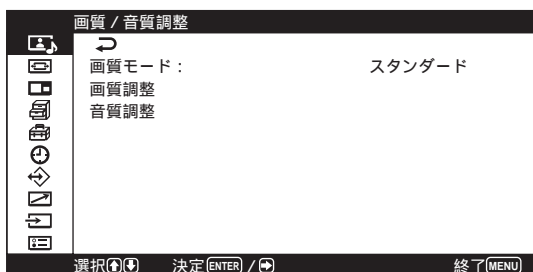 画質 / 音質調整
画質モード : スタンダード
画質調整
音質調整
選択 決定 ENTER / 終了 MENU